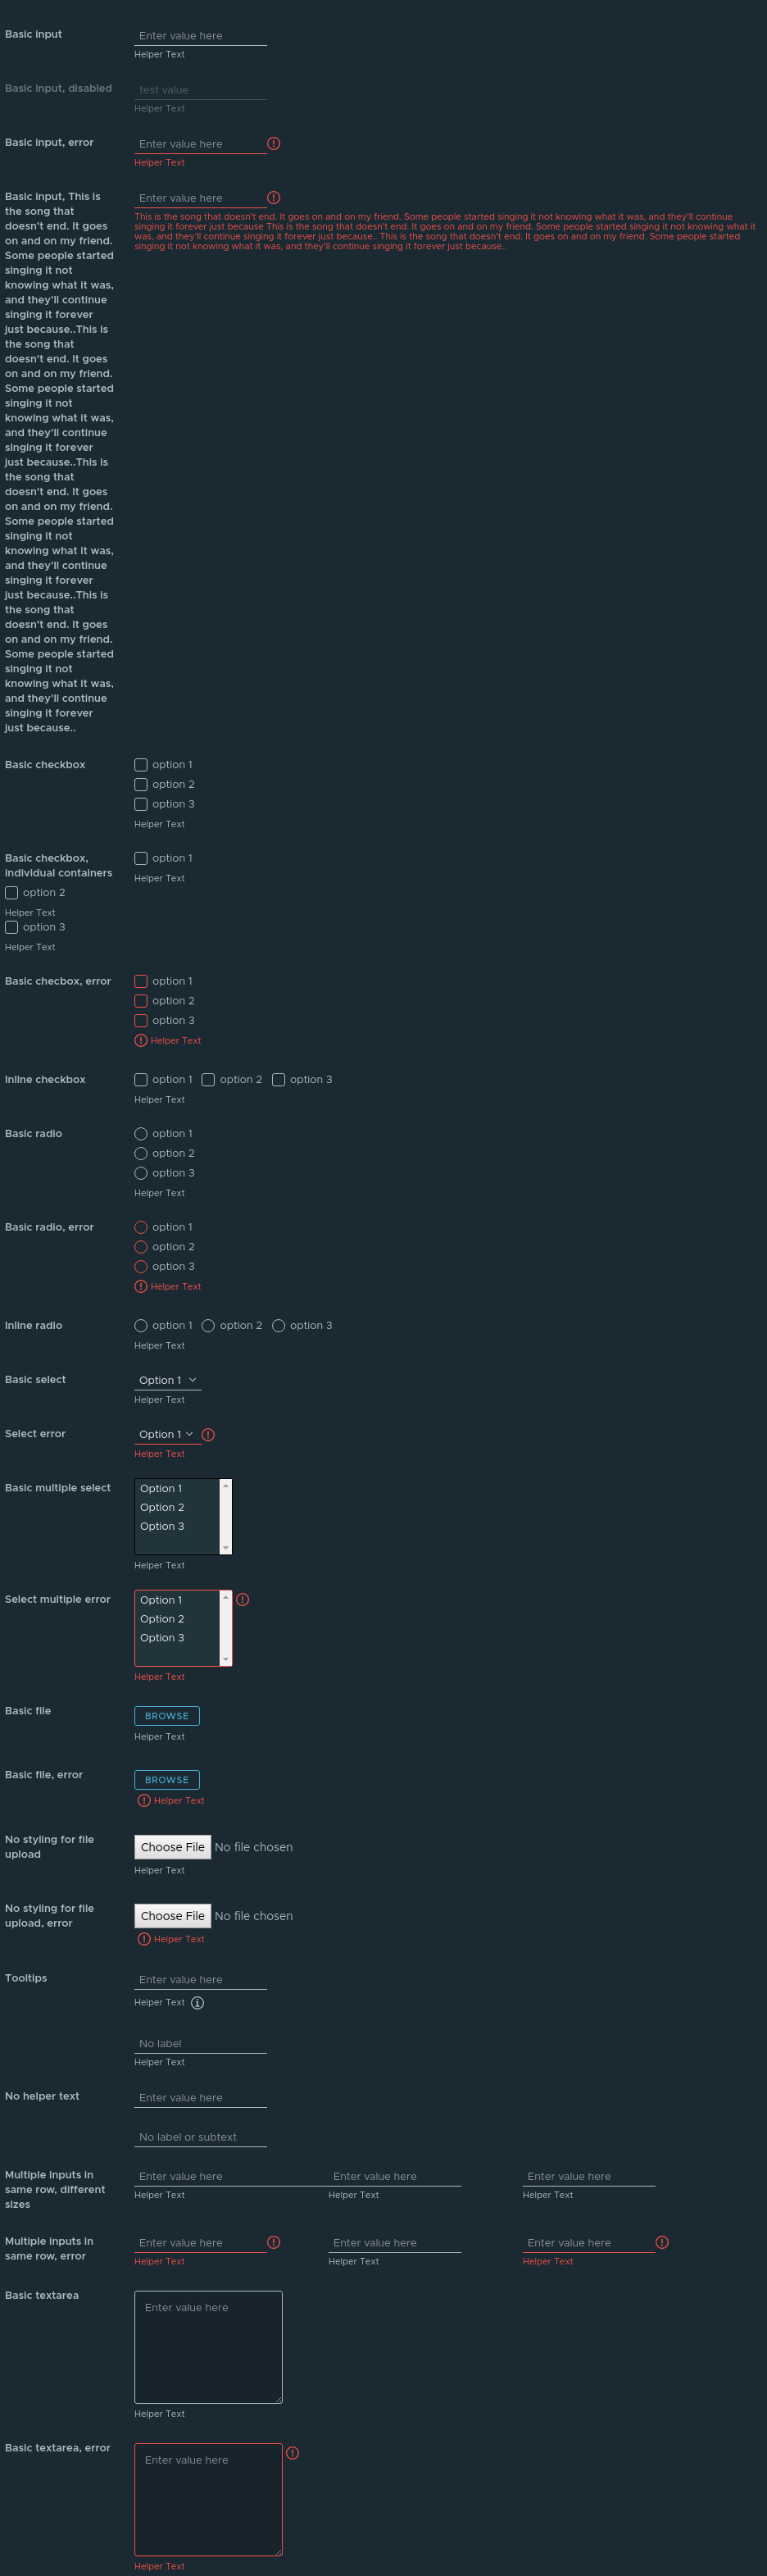 Basic input
Enter value here
Helper Text
Basic input, disabled
test value
Helper Text
Basic input, error
Enter value here
Helper Text
Basic input, This is
the song that
doesn't end. It goes
on and on my friend.
Some people started
singing it not
knowing what it was,
and they'll continue
singing it forever
just because..This is
the song that
doesn't end. It goes
on and on my friend.
Some people started
singing it not
knowing what it was,
and they'll continue
singing it forever
just because..This is
the song that
doesn't end. It goes
on and on my friend.
Some people started
singing it not
knowing what it was,
and they'll continue
singing it forever
just because..This is
the song that
doesn't end. It goes
on and on my friend.
Some people started
singing it not
knowing what it was,
and they'll continue
singing it forever
just because..
Enter value here
This is the song that doesn't end. It goes on and on my friend. Some people started singing it not knowing what it was, and they'll continue
singing it forever just because This is the song that doesn't end. It goes on and on my friend. Some people started singing it not knowing what it
was, and they'll continue singing it forever just because.. This is the song that doesn't end. It goes on and on my friend. Some people started
singing it not knowing what it was, and they'll continue singing it forever just because..
Basic checkbox
option 1
option 2
option 3
Helper Text
Basic checkbox,
individual containers
option 1
Helper Text
option 2
Helper Text
option 3
Helper Text
Basic checbox, error
option 1
option 2
option 3
Helper Text
Inline checkbox
option 1 option 2 option 3
Helper Text
Basic radio
option 1
option 2
option 3
Helper Text
Basic radio, error
option 1
option 2
option 3
Helper Text
Inline radio
option 1 option 2 option 3
Helper Text
Basic select
Option 1
Helper Text
Select error
Option 1
Helper Text
Basic multiple select
Option 1
Option 2
Option 3
Helper Text
Select multiple error
Option 1
Option 2
Option 3
Helper Text
Basic file
BROWSE
Helper Text
Basic file, error
BROWSE
Helper Text
No styling for file
upload
Choose File No file chosen
Helper Text
No styling for file
upload, error
Choose File No file chosen
Helper Text
Tooltips
Enter value here
Helper Text
No label
Helper Text
No helper text
Enter value here
No label or subtext
Multiple inputs in
same row, different
sizes
Enter value here Enter value here Enter value here
Helper Text Helper Text Helper Text
Multiple inputs in
same row, error
Enter value here Enter value here Enter value here
Helper Text Helper Text Helper Text
Basic textarea
Enter value here
Helper Text
Basic textarea, error
Enter value here
Helper Text